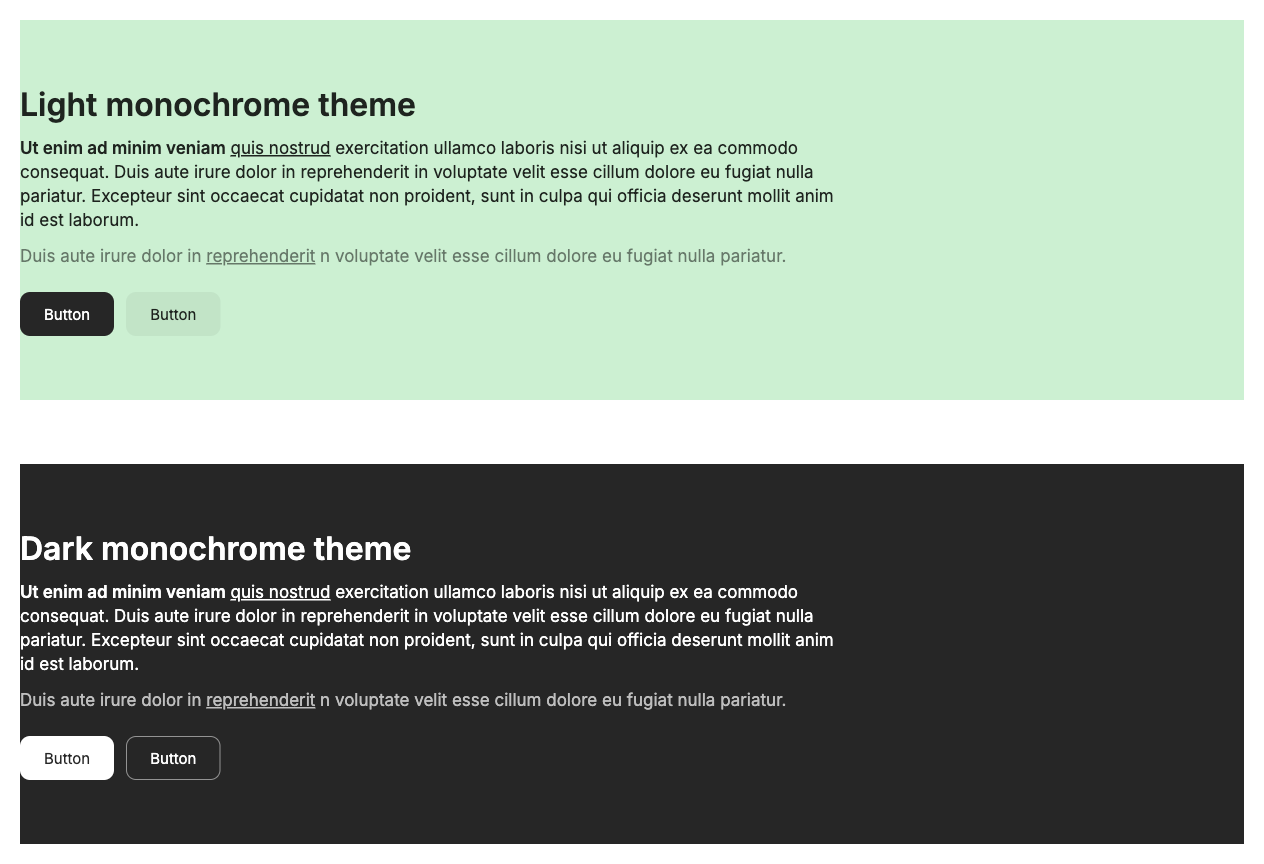 Light monochrome theme
Ut enim ad minim veniam quis nostrud exercitation ullamco laboris nisi ut aliquip ex ea commodo
consequat. Duis aute irure dolor in reprehenderit in voluptate velit esse cillum dolore eu fugiat nulla
pariatur. Excepteur sint occaecat cupidatat non proident, sunt in culpa qui officia deserunt mollit anim
id est laborum.
Duis aute irure dolor in reprehenderit n voluptate velit esse cillum dolore eu fugiat nulla pariatur.
Button Button
Dark monochrome theme
Ut enim ad minim veniam quis nostrud exercitation ullamco laboris nisi ut aliquip ex ea commodo
consequat. Duis aute irure dolor in reprehenderit in voluptate velit esse cillum dolore eu fugiat nulla
pariatur. Excepteur sint occaecat cupidatat non proident, sunt in culpa qui officia deserunt mollit anim
id est laborum.
Duis aute irure dolor in reprehenderit n voluptate velit esse cillum dolore eu fugiat nulla pariatur.
Button Button